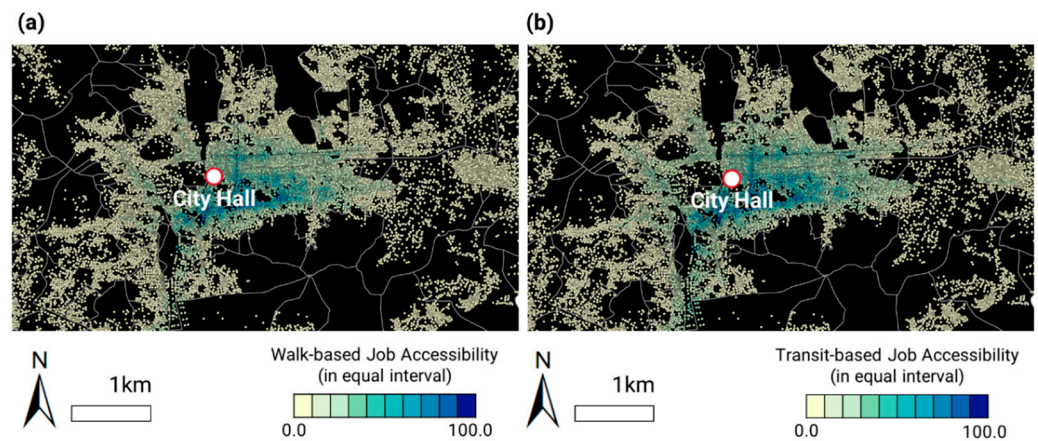 (a)
(b)
City Hall
City Hall
N
1km
Walk-based Job Accessibility
(in equal interval)
0.0
100.0
N
1km
Transit-based Job Accessibility
(in equal interval)
0.0
100.0